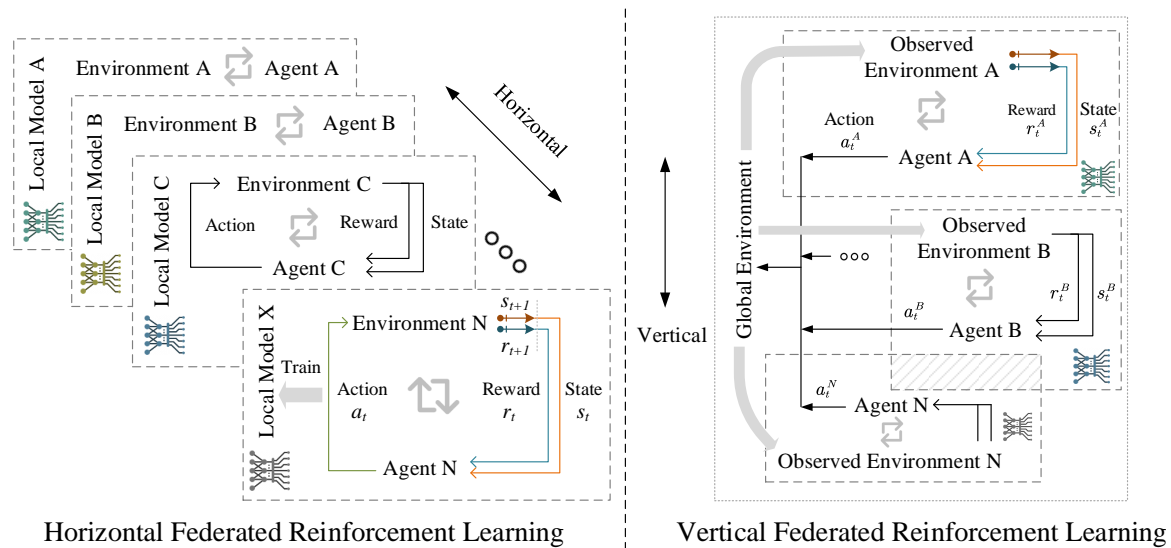 Local Model A
Environment A
Agent A
Local Model B
Environment B
Agent B
Local Model C
Environment C
Action
Reward
State
Agent C
Horizontal
Local Model X
Train
s_{t+1}
Environment N
r_{t+1}
Action
a_t
Reward
r_t
State
s_t
Agent N
Horizontal Federated Reinforcement Learning
Vertical
Global Environment
Observed
Environment A
Action
a_t^A
Reward
r_t^A
State
s_t^A
Agent A
Observed
Environment B
a_t^B
r_t^B
s_t^B
Agent B
a_t^N
Agent N
Observed Environment N
Vertical Federated Reinforcement Learning